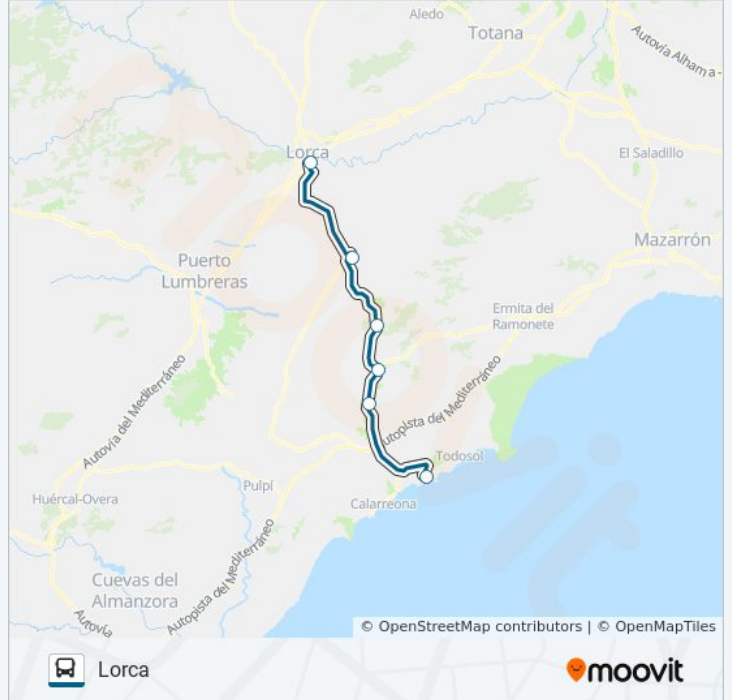 Aledo
Totana
Autovía Alhama -
Lorca
El Saladillo
Mazarrón
Puerto
Lumbreras
Ermita del
Ramonete
Autovía del Mediterráneo
Autopista del Mediterráneo
Todosol
Pulpí
Huércal-Overa
Calarreona
Autopista del Mediterráneo
Cuevas del
Almanzora
Autovía
© OpenStreetMap contributors | © OpenMapTiles
Lorca
moovit